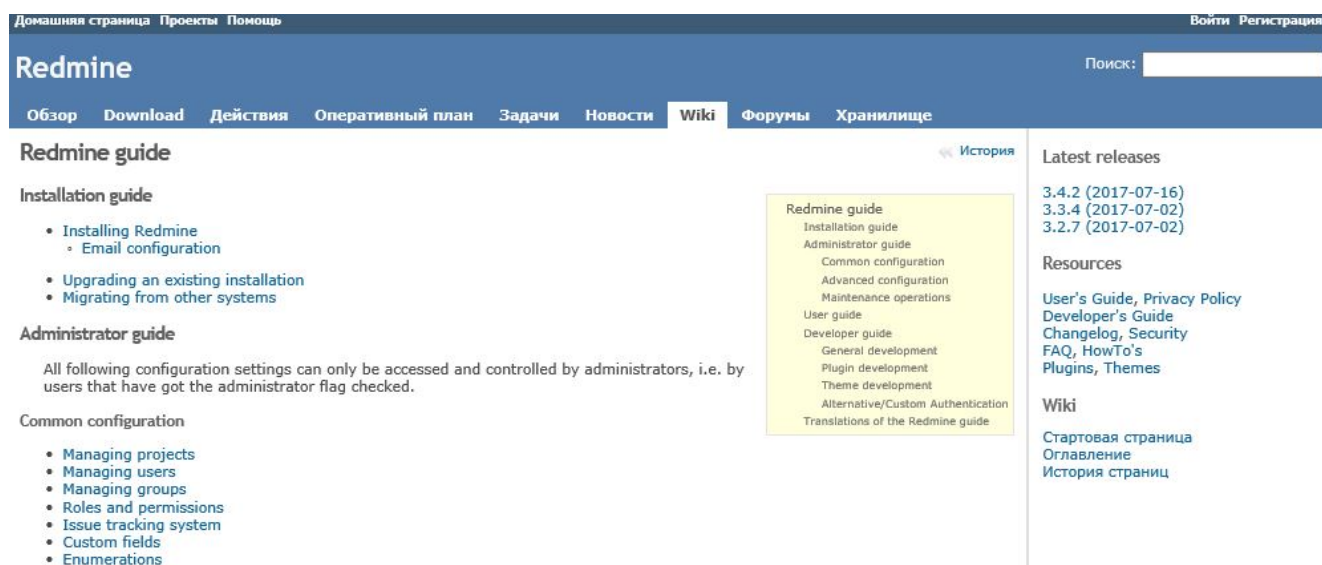 Домашняя страница Проекты Помощь
Войти Регистрация
Redmine
Поиск:
Обзор Download Действия Оперативный план Задачи Новости Wiki Форумы Хранилище
Redmine guide
История
Installation guide
Installing Redmine
Email configuration
Upgrading an existing installation
Migrating from other systems
Administrator guide
All following configuration settings can only be accessed and controlled by administrators, i.e. by
users that have got the administrator flag checked.
Common configuration
Managing projects
Managing users
Managing groups
Roles and permissions
Issue tracking system
Custom fields
Enumerations
Redmine guide
Installation guide
Administrator guide
Common configuration
Advanced configuration
Maintenance operations
User guide
Developer guide
General development
Plugin development
Theme development
Alternative/Custom Authentication
Translations of the Redmine guide
Latest releases
3.4.2 (2017-07-16)
3.3.4 (2017-07-02)
3.2.7 (2017-07-02)
Resources
User's Guide, Privacy Policy
Developer's Guide
Changelog, Security
FAQ, HowTo's
Plugins, Themes
Wiki
Стартовая страница
Оглавление
История страниц